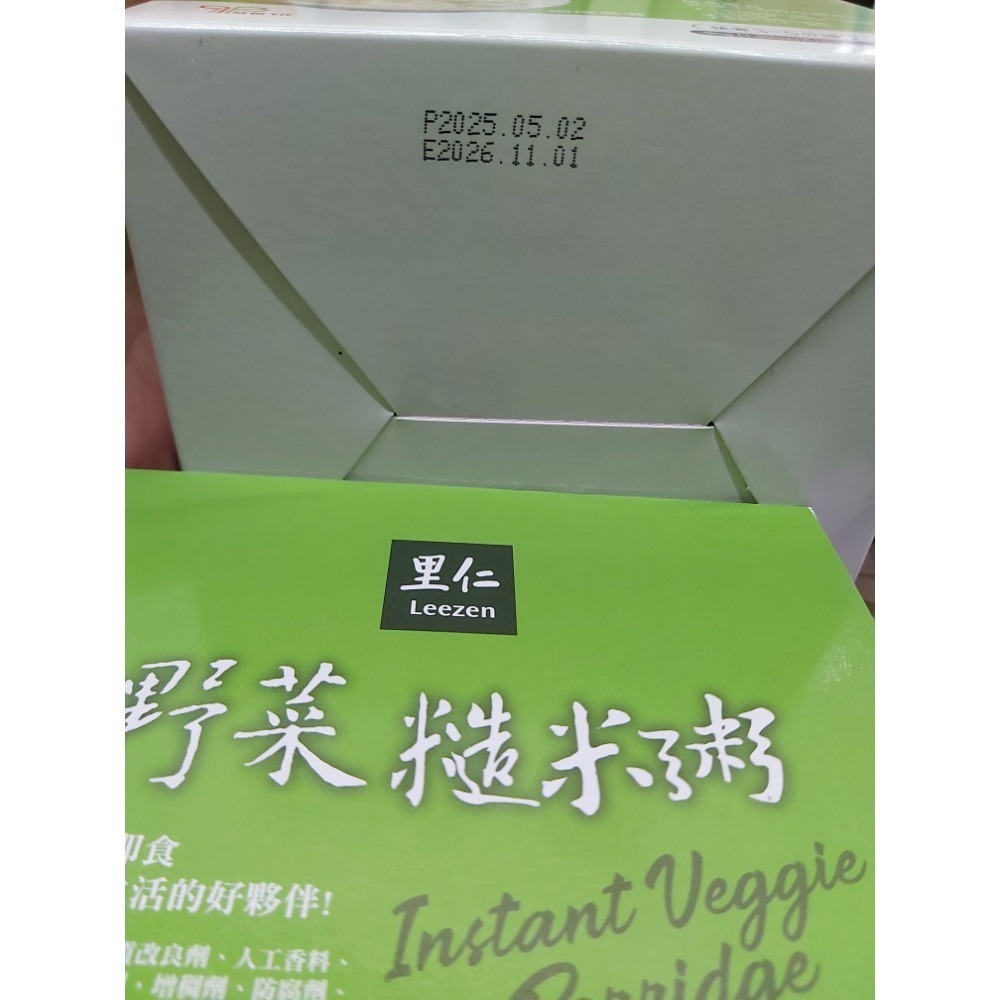 P2025.05.02
E2026.11.01
里仁
Leezen
野菜 糙米粥
即食
活的好夥伴!
Instant Veggie
Porridge
改良劑、人工香料、
、增稠劑、防腐劑、